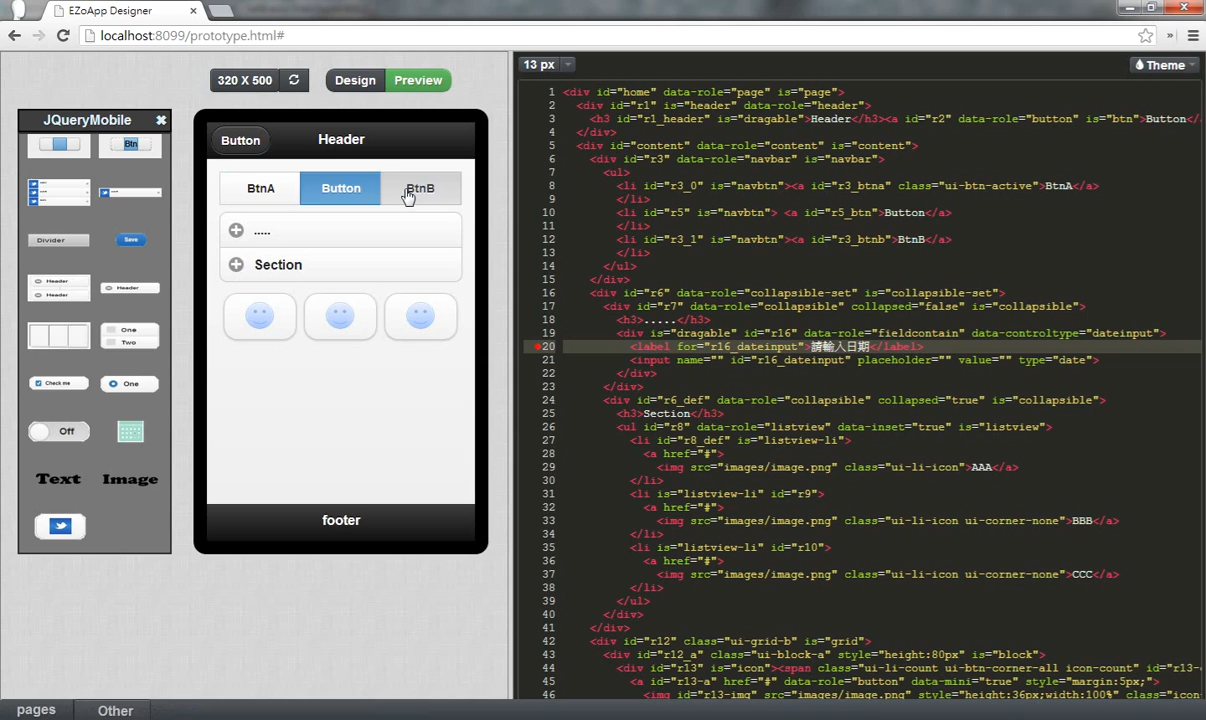 EZoApp Designer
localhost:8099/prototype.html#
320 X 500
Design
Preview
JQueryMobile
Btn
Divider
Save
Header
Header
Header
One
Two
Check me
One
Off
Text
Image
Button
Header
BtnA
Button
BtnB
.....
Section
footer
13 px
Theme
1 <div id="home" data-role="page" is="page">
2 <div id="r1" is="header" data-role="header">
3 <h3 id="r1_header" is="dragable">Header</h3><a id="r2" data-role="button" is="btn">Button</
4 </div>
5 <div id="content" data-role="content" is="content">
6 <div id="r3" data-role="navbar" is="navbar">
7 <ul>
8 <li id="r3_0" is="navbtn"><a id="r3_btna" class="ui-btn-active">BtnA</a>
9 </li>
10 <li id="r5" is="navbtn"> <a id="r5_btn">Button</a>
11 </li>
12 <li id="r3_1" is="navbtn"><a id="r3_btnb">BtnB</a>
13 </li>
14 </ul>
15 </div>
16 <div id="r6" data-role="collapsible-set" is="collapsible-set">
17 <div id="r7" data-role="collapsible" collapsed="false" is="collapsible">
18 <h3>.....</h3>
19 <div is="dragable" id="r16" data-role="fieldcontain" data-controltype="dateinput">
20 <label for="r16_dateinput">請輸入日期</label>
21 <input name="" id="r16_dateinput" placeholder="" value="" type="date">
22 </div>
23 </div>
24 <div id="r6_def" data-role="collapsible" collapsed="true" is="collapsible">
25 <h3>Section</h3>
26 <ul id="r8" data-role="listview" data-inset="true" is="listview">
27 <li id="r8_def" is="listview-li">
28 <a href="#">
29 <img src="images/image.png" class="ui-li-icon">AAA</a>
30 </li>
31 <li is="listview-li" id="r9">
32 <a href="#">
33 <img src="images/image.png" class="ui-li-icon ui-corner-none">BBB</a>
34 </li>
35 <li is="listview-li" id="r10">
36 <a href="#">
37 <img src="images/image.png" class="ui-li-icon ui-corner-none">CCC</a>
38 </li>
39 </ul>
40 </div>
41 </div>
42 <div id="r12" class="ui-grid-b" is="grid">
43 <div id="r12_a" class="ui-block-a" style="height:80px" is="block">
44 <div id="r13" is="icon"><span class="ui-li-count ui-btn-corner-all icon-count" id="r13-
45 <a id="r13-a" href="#" data-role="button" data-mini="true" style="margin:5px;">
46 <img id="r13-img" src="images/image.png" style="height:36px;width:100%" class="icon-
pages
Other